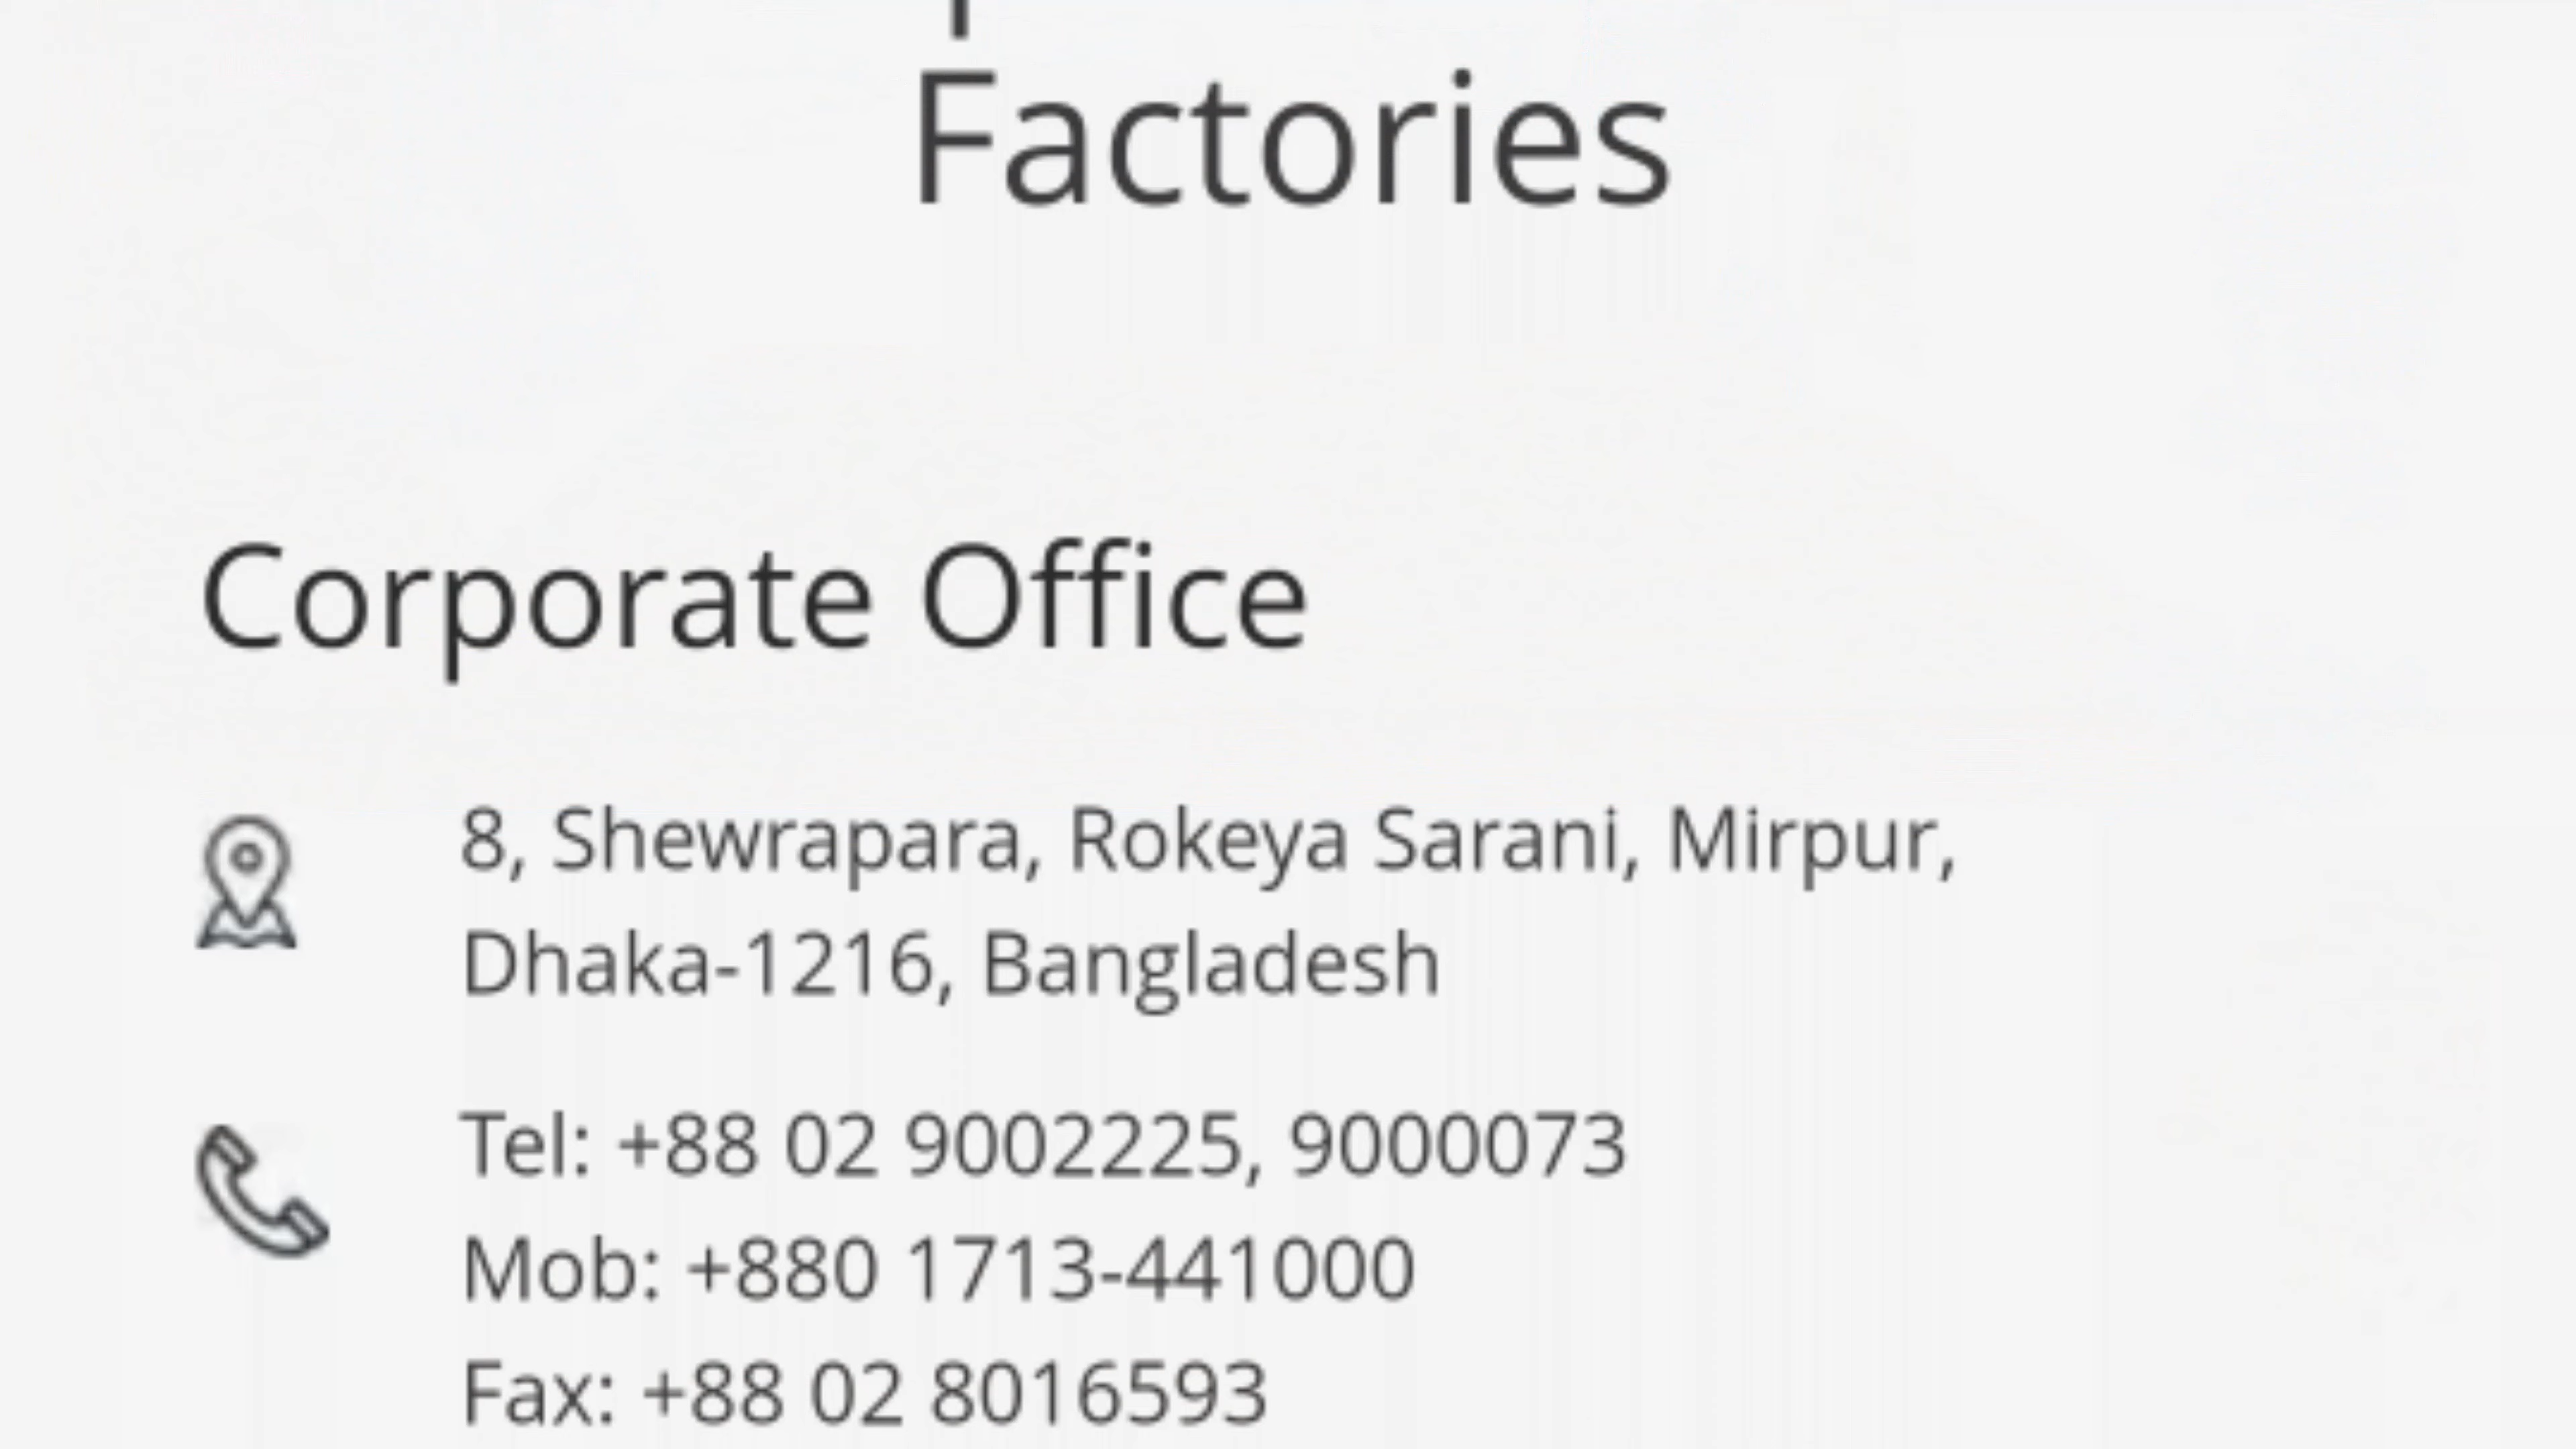 Factories
Corporate Office
8, Shewrapara, Rokeya Sarani, Mirpur,
Dhaka-1216, Bangladesh
Tel: +88 02 9002225, 9000073
Mob: +880 1713-441000
Fax: +88 02 8016593